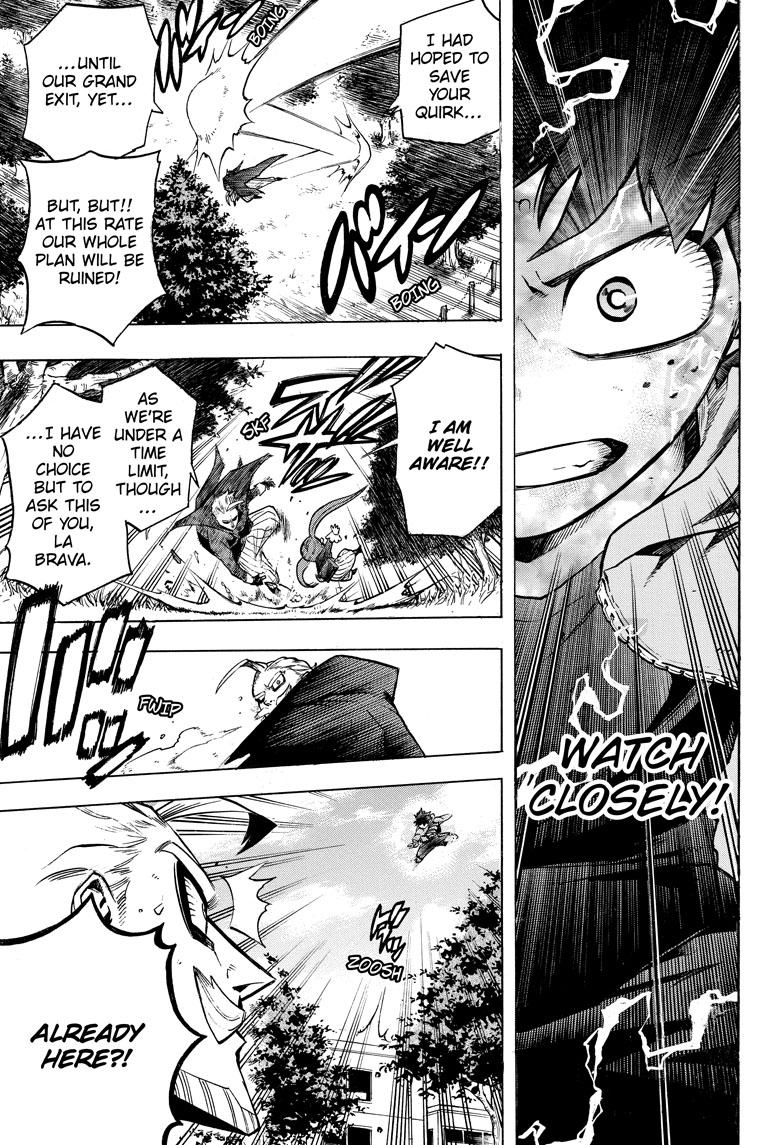 WATCH
CLOSELY!
I HAD
HOPED TO
SAVE
YOUR
QUIRK...
BOING
...UNTIL
OUR GRAND
EXIT, YET...
BUT, BUT!!
AT THIS RATE
OUR WHOLE
PLAN WILL BE
RUINED!
BOING
I AM
WELL
AWARE!!
SKF
AS
WE'RE
UNDER A
TIME
LIMIT,
THOUGH
...
...I HAVE
NO
CHOICE
BUT TO
ASK THIS
OF YOU,
LA
BRAVA.
FWIP
ZOOSH
ALREADY
HERE?!